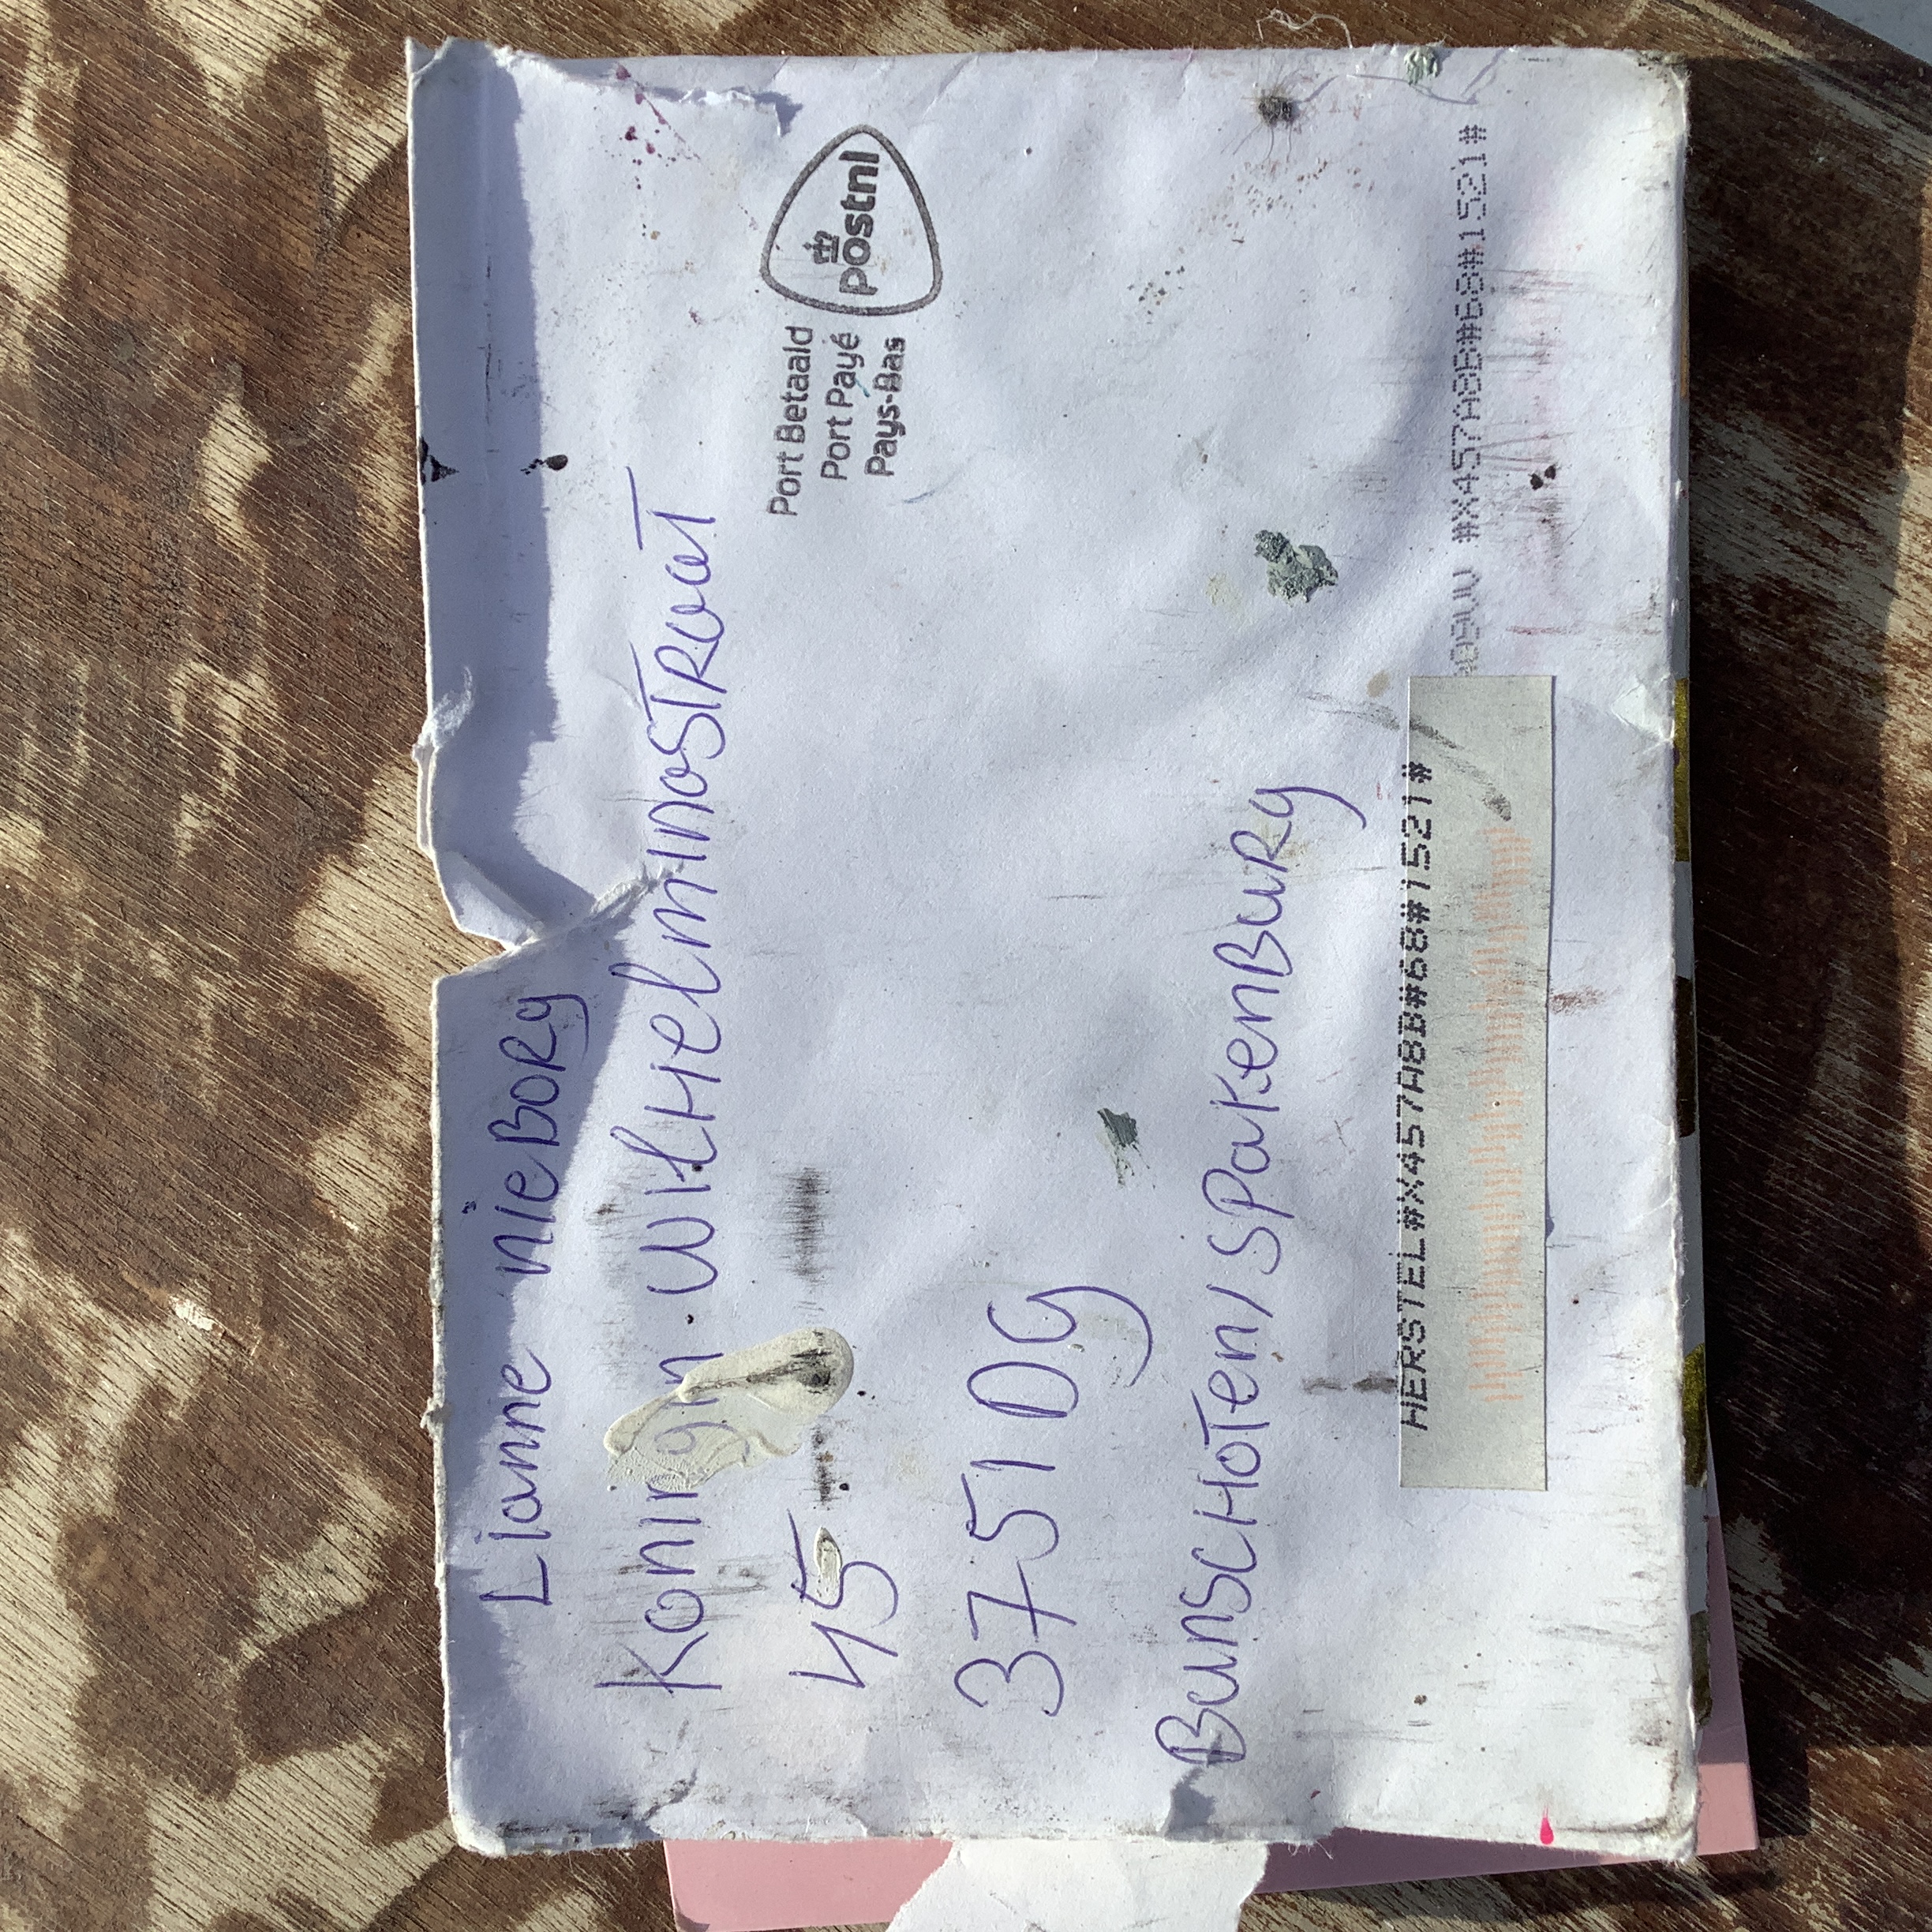 Lianne Nieborg
Koningin Wilhelminastraat
45
3751 DG
Bunschoten/Spakenburg
Port Betaald
Port Payé
Pays-Bas
postnl
#X457A8B#68#1521#
HERSTEL#X457A8B#68#1521#